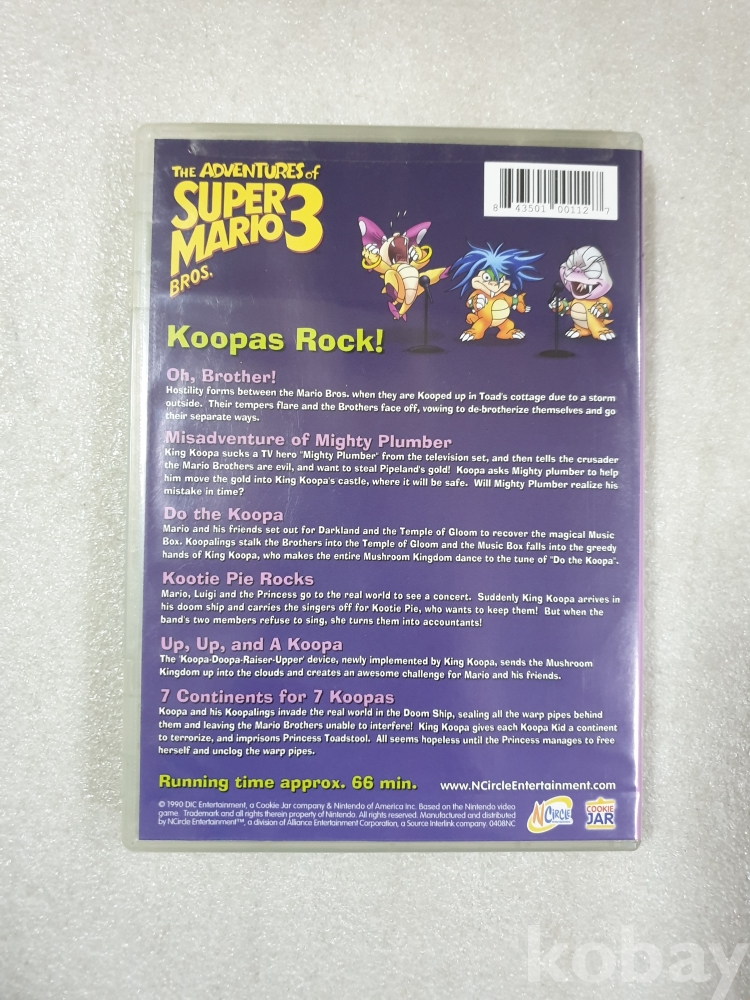 THE ADVENTURES of
SUPER
MARIO 3
BROS.
8 43501 00112 7
Koopas Rock!
Oh, Brother!
Hostility forms between the Mario Bros. when they are Kooped up in Toad's cottage due to a storm
outside. Their tempers flare and the Brothers face off, vowing to de-brotherize themselves and go
their separate ways.
Misadventure of Mighty Plumber
King Koopa sucks a TV hero "Mighty Plumber" from the television set, and then tells the crusader
the Mario Brothers are evil, and want to steal Pipeland's gold! Koopa asks Mighty plumber to help
him move the gold into King Koopa's castle, where it will be safe. Will Mighty Plumber realize his
mistake in time?
Do the Koopa
Mario and his friends set out for Darkland and the Temple of Gloom to recover the magical Music
Box. Koopalings stalk the Brothers into the Temple of Gloom and the Music Box falls into the greedy
hands of King Koopa, who makes the entire Mushroom Kingdom dance to the tune of "Do the Koopa".
Kootie Pie Rocks
Mario, Luigi and the Princess go to the real world to see a concert. Suddenly King Koopa arrives in
his doom ship and carries the singers off for Kootie Pie, who wants to keep them! But when the
band's two members refuse to sing, she turns them into accountants!
Up, Up, and A Koopa
The 'Koopa-Doopa-Raiser-Upper' device, newly implemented by King Koopa, sends the Mushroom
Kingdom up into the clouds and creates an awesome challenge for Mario and his friends.
7 Continents for 7 Koopas
Koopa and his Koopalings invade the real world in the Doom Ship, sealing all the warp pipes behind
them and leaving the Mario Brothers unable to interfere! King Koopa gives each Koopa Kid a continent
to terrorize, and imprisons Princess Toadstool. All seems hopeless until the Princess manages to free
herself and unclog the warp pipes.
Running time approx. 66 min. www.NCircleEntertainment.com
© 1990 DIC Entertainment, a Cookie Jar company & Nintendo of America Inc. Based on the Nintendo video
game. Trademark and all rights therein property of Nintendo. All rights reserved. Manufactured and distributed
by NCircle Entertainment™, a division of Alliance Entertainment Corporation, a Source Interlink company. 0408NC
NCIRCLE
COOKIE
JAR
kobay